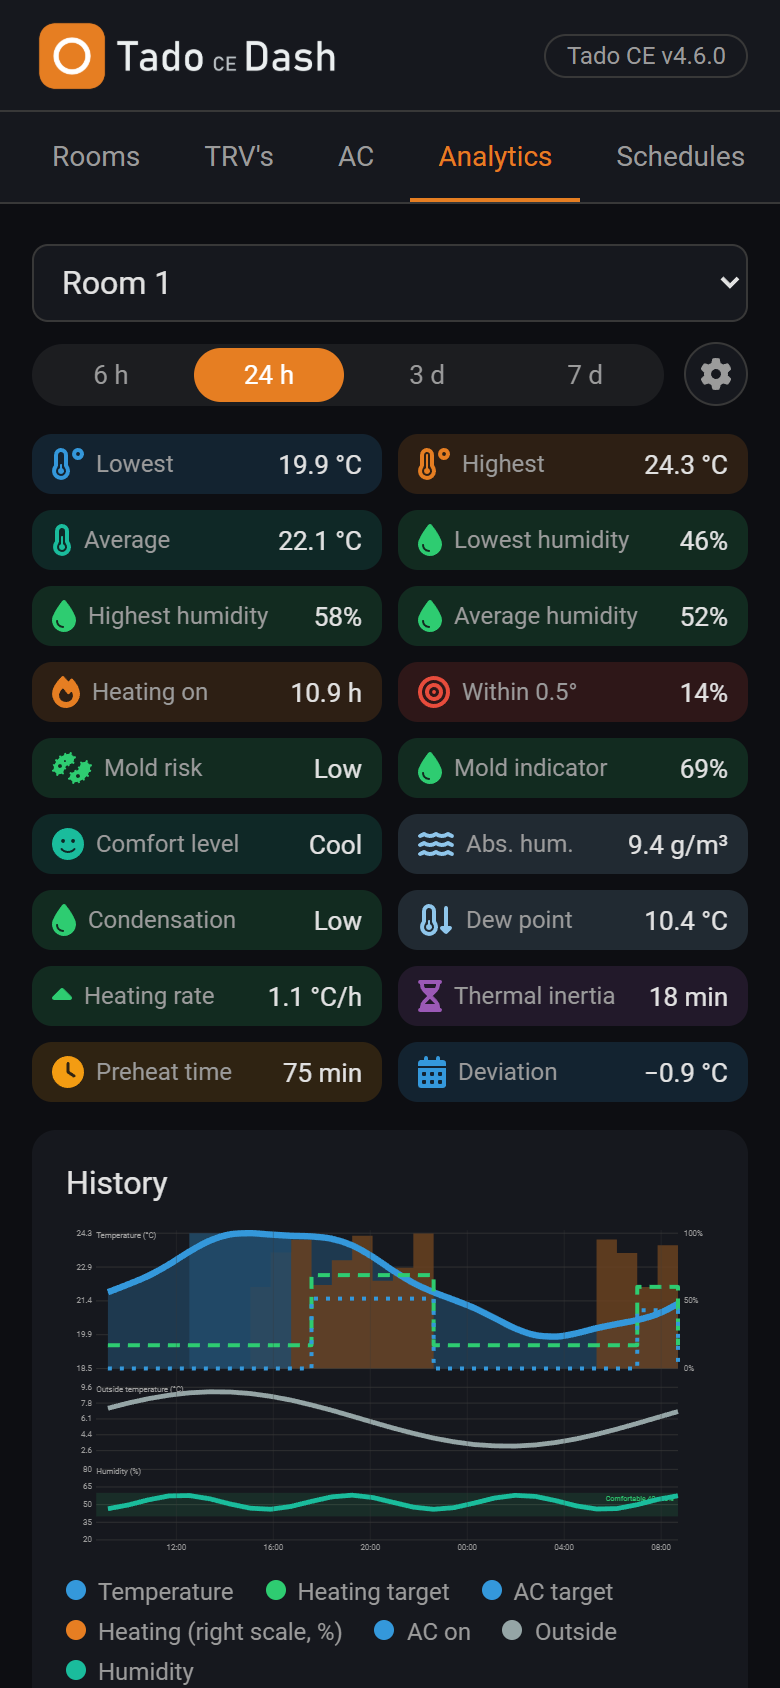 Tado CE Dash
Tado CE v4.6.0
Rooms TRV's AC Analytics Schedules
Room 1
6 h 24 h 3 d 7 d
Lowest 19.9 °C
Highest 24.3 °C
Average 22.1 °C
Lowest humidity 46%
Highest humidity 58%
Average humidity 52%
Heating on 10.9 h
Within 0.5° 14%
Mold risk Low
Mold indicator 69%
Comfort level Cool
Abs. hum. 9.4 g/m³
Condensation Low
Dew point 10.4 °C
Heating rate 1.1 °C/h
Thermal inertia 18 min
Preheat time 75 min
Deviation −0.9 °C
History
24.3 Temperature (°C) 100%
22.9
21.4 50%
19.9
18.5 0%
9.6 Outside temperature (°C)
7.8
6.1
4.4
2.6
80 Humidity (%)
65
50 Comfortable
35
20
12:00 16:00 20:00 00:00 04:00 08:00
Temperature Heating target AC target
Heating (right scale, %) AC on Outside
Humidity